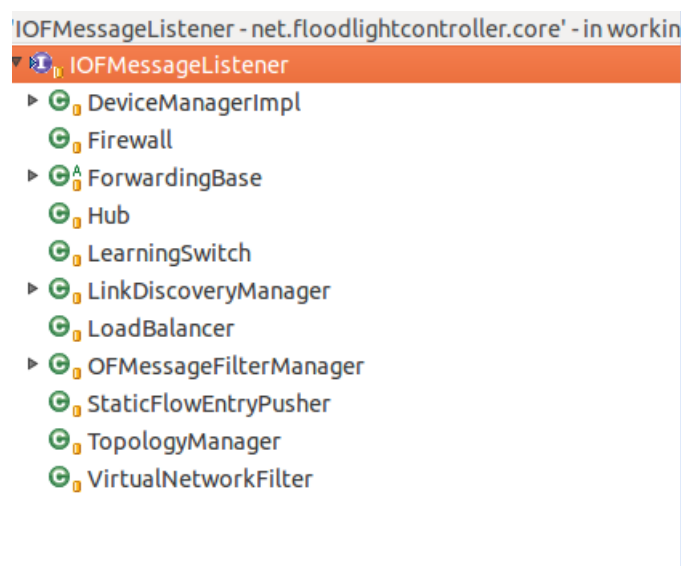 'IOFMessageListener - net.floodlightcontroller.core' - in workin
IOFMessageListener
DeviceManagerImpl
Firewall
ForwardingBase
Hub
LearningSwitch
LinkDiscoveryManager
LoadBalancer
OFMessageFilterManager
StaticFlowEntryPusher
TopologyManager
VirtualNetworkFilter